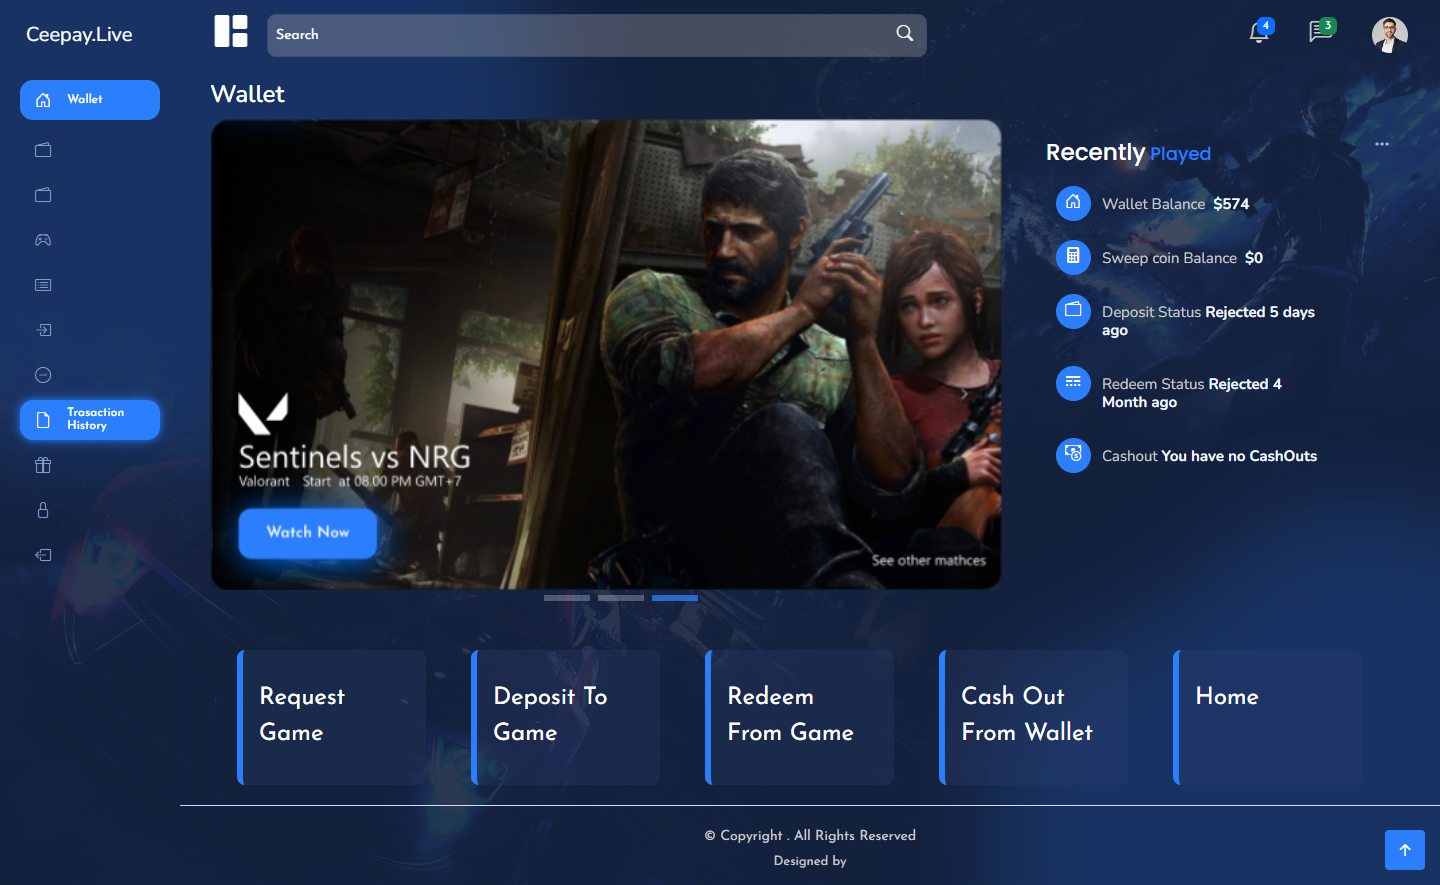 Ceepay.Live
Search
4
3
Wallet
Wallet
Trasaction
History
Sentinels vs NRG
Valorant Start at 08.00 PM GMT+7
Watch Now
See other mathces
Recently Played
Wallet Balance $574
Sweep coin Balance $0
Deposit Status Rejected 5 days
ago
Redeem Status Rejected 4
Month ago
Cashout You have no CashOuts
Request
Game
Deposit To
Game
Redeem
From Game
Cash Out
From Wallet
Home
© Copyright . All Rights Reserved
Designed by